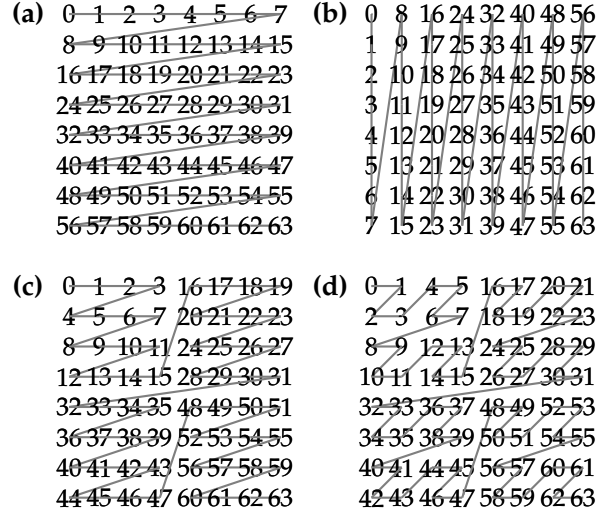 (a) 0 1 2 3 4 5 6 7
8 9 10 11 12 13 14 15
16 17 18 19 20 21 22 23
24 25 26 27 28 29 30 31
32 33 34 35 36 37 38 39
40 41 42 43 44 45 46 47
48 49 50 51 52 53 54 55
56 57 58 59 60 61 62 63
(b) 0 8 16 24 32 40 48 56
1 9 17 25 33 41 49 57
2 10 18 26 34 42 50 58
3 11 19 27 35 43 51 59
4 12 20 28 36 44 52 60
5 13 21 29 37 45 53 61
6 14 22 30 38 46 54 62
7 15 23 31 39 47 55 63
(c) 0 1 2 3 16 17 18 19
4 5 6 7 20 21 22 23
8 9 10 11 24 25 26 27
12 13 14 15 28 29 30 31
32 33 34 35 48 49 50 51
36 37 38 39 52 53 54 55
40 41 42 43 56 57 58 59
44 45 46 47 60 61 62 63
(d) 0 1 4 5 16 17 20 21
2 3 6 7 18 19 22 23
8 9 12 13 24 25 28 29
10 11 14 15 26 27 30 31
32 33 36 37 48 49 52 53
34 35 38 39 50 51 54 55
40 41 44 45 56 57 60 61
42 43 46 47 58 59 62 63